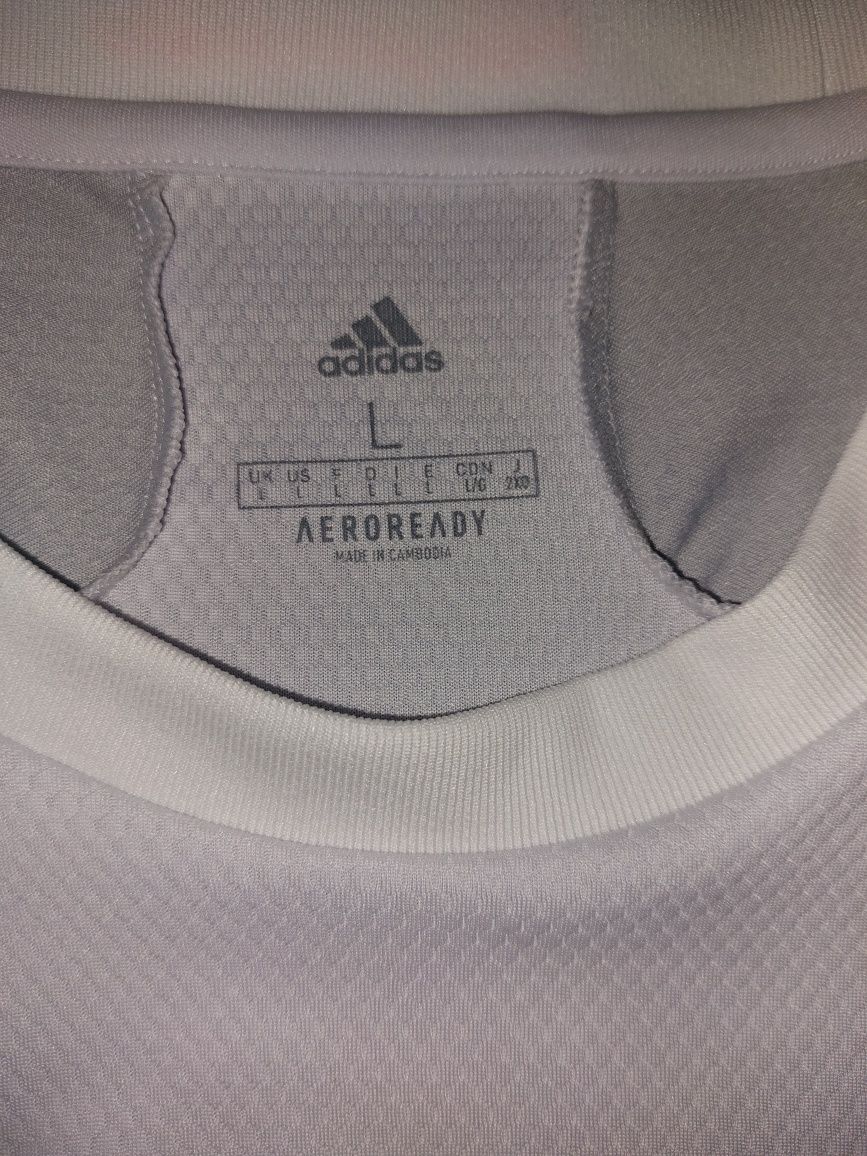 adidas
L
UK US F D I E CDN J
L L L L L L L/G 2XO
AEROREADY
MADE IN CAMBODIA